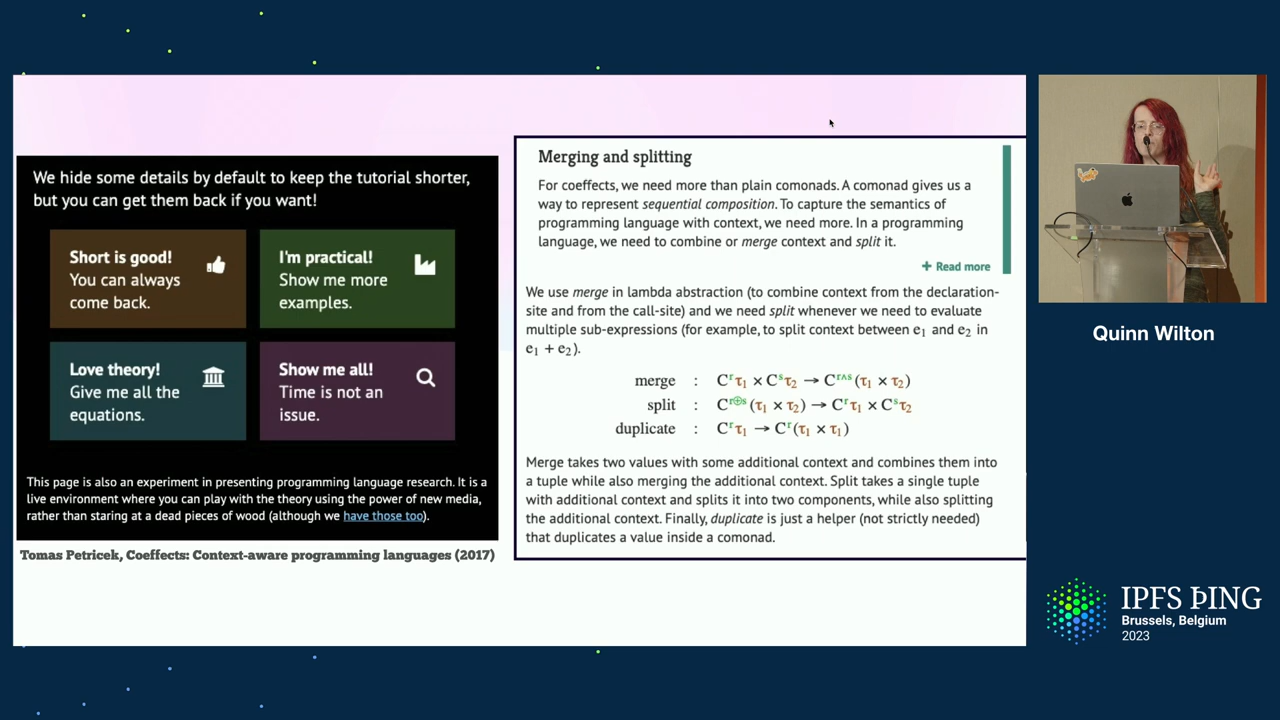 We hide some details by default to keep the tutorial shorter,
but you can get them back if you want!
Short is good!
You can always
come back.
I'm practical!
Show me more
examples.
Love theory!
Give me all the
equations.
Show me all!
Time is not an
issue.
This page is also an experiment in presenting programming language research. It is a
live environment where you can play with the theory using the power of new media,
rather than staring at a dead pieces of wood (although we have those too).
Tomas Petricek, Coeffects: Context-aware programming languages (2017)
Merging and splitting
For coeffects, we need more than plain comonads. A comonad gives us a
way to represent sequential composition. To capture the semantics of
programming language with context, we need more. In a programming
language, we need to combine or merge context and split it.
+ Read more
We use merge in lambda abstraction (to combine context from the declaration-
site and from the call-site) and we need split whenever we need to evaluate
multiple sub-expressions (for example, to split context between e₁ and e₂ in
e₁ + e₂).
merge : Cʳτ₁ × Cˢτ₂ → Cʳ^ˢ(τ₁ × τ₂)
split : Cʳ⊕ˢ(τ₁ × τ₂) → Cʳτ₁ × Cˢτ₂
duplicate : Cʳτ₁ → Cʳ(τ₁ × τ₁)
Merge takes two values with some additional context and combines them into
a tuple while also merging the additional context. Split takes a single tuple
with additional context and splits it into two components, while also splitting
the additional context. Finally, duplicate is just a helper (not strictly needed)
that duplicates a value inside a comonad.
Quinn Wilton
IPFS ÞING
Brussels, Belgium
2023